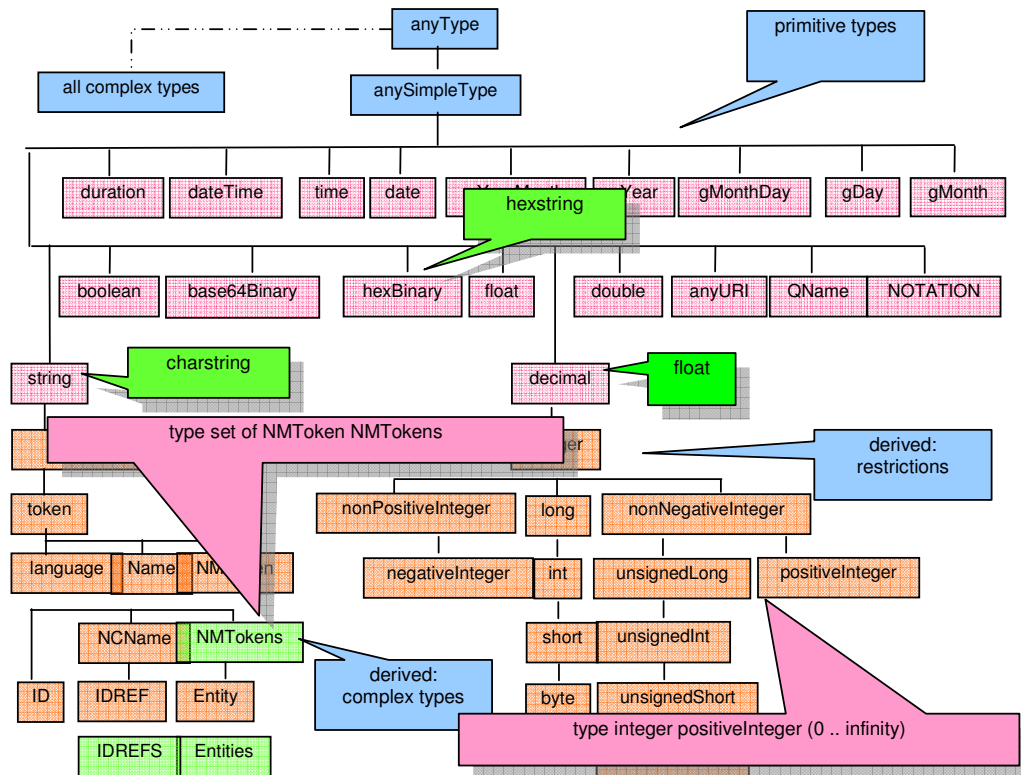 anyType
primitive types
all complex types
anySimpleType
duration
dateTime
time
date
Year
gMonthDay
gDay
gMonth
hexstring
boolean
base64Binary
hexBinary
float
double
anyURI
QName
NOTATION
string
charstring
decimal
float
type set of NMToken NMTokens
derived:
restrictions
token
nonPositiveInteger
long
nonNegativeInteger
language
Name
negativeInteger
int
unsignedLong
positiveInteger
NCName
NMTokens
short
unsignedInt
derived:
complex types
ID
IDREF
Entity
byte
unsignedShort
type integer positiveInteger (0 .. infinity)
IDREFS
Entities